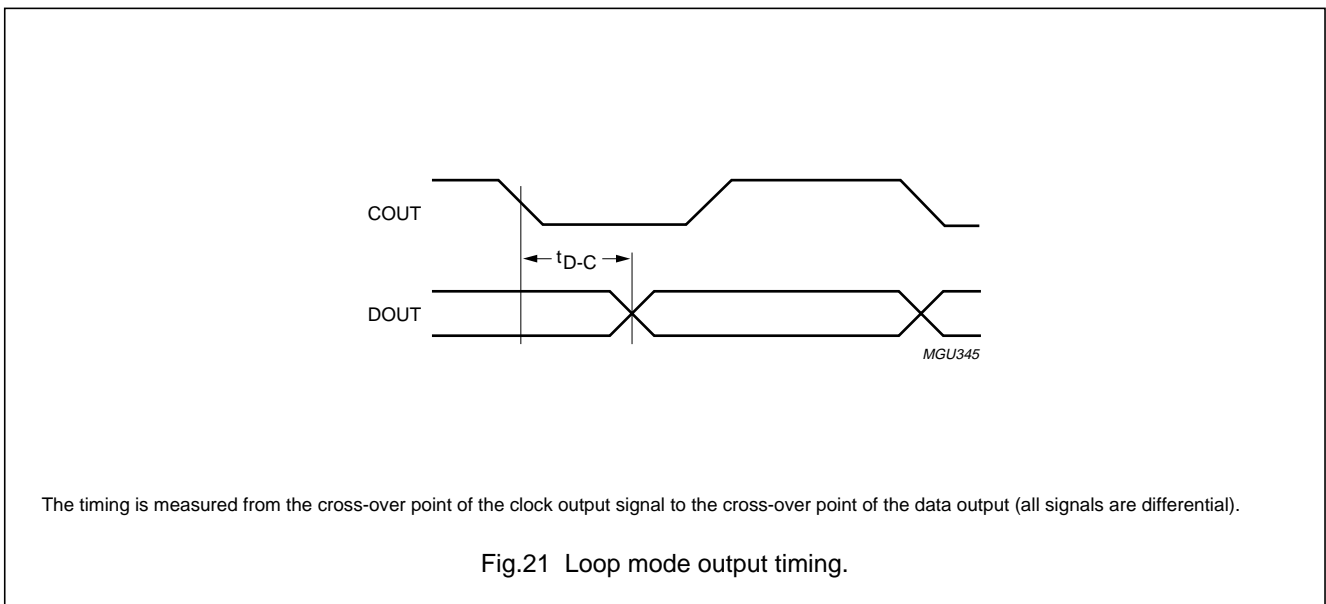 COUT
tD-C
DOUT
MGU345
The timing is measured from the cross-over point of the clock output signal to the cross-over point of the data output (all signals are differential).
Fig.21 Loop mode output timing.